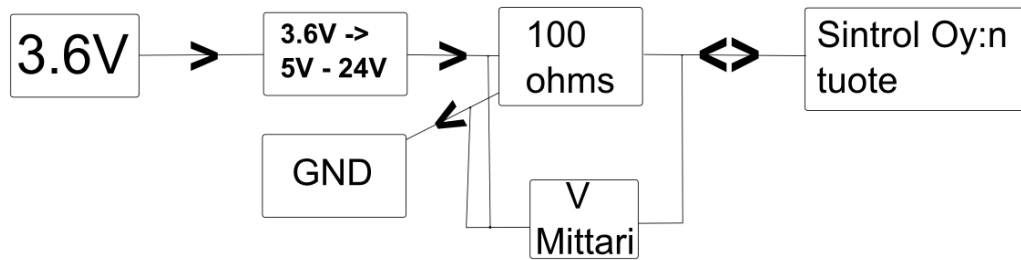 3.6V
>
3.6V ->
5V - 24V
>
100
ohms
<>
Sintrol Oy:n
tuote
<
GND
V
Mittari